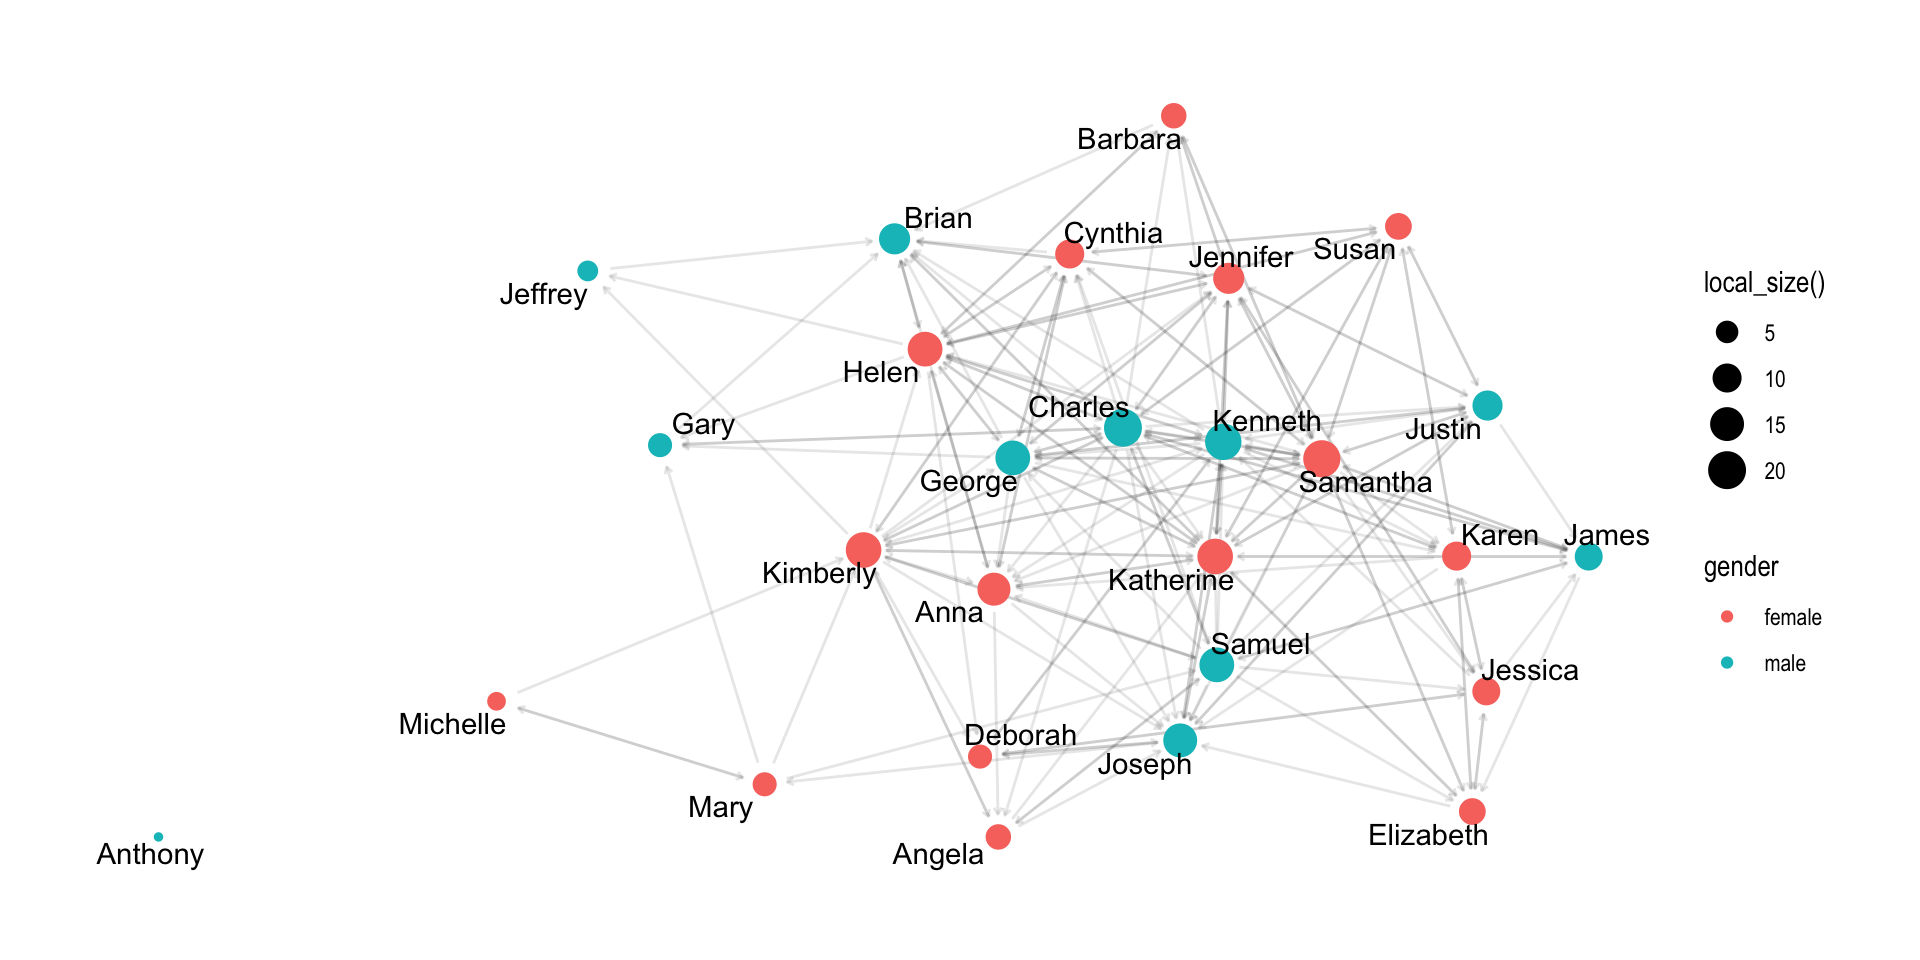 Barbara
Brian
Cynthia
Susan
Jennifer
Jeffrey
Helen
Charles
Kenneth
Gary
Justin
George
Samantha
Karen
James
Kimberly
Katherine
Anna
Samuel
Jessica
Michelle
Deborah
Joseph
Mary
Elizabeth
Anthony
Angela
local_size()
5
10
15
20
gender
female
male